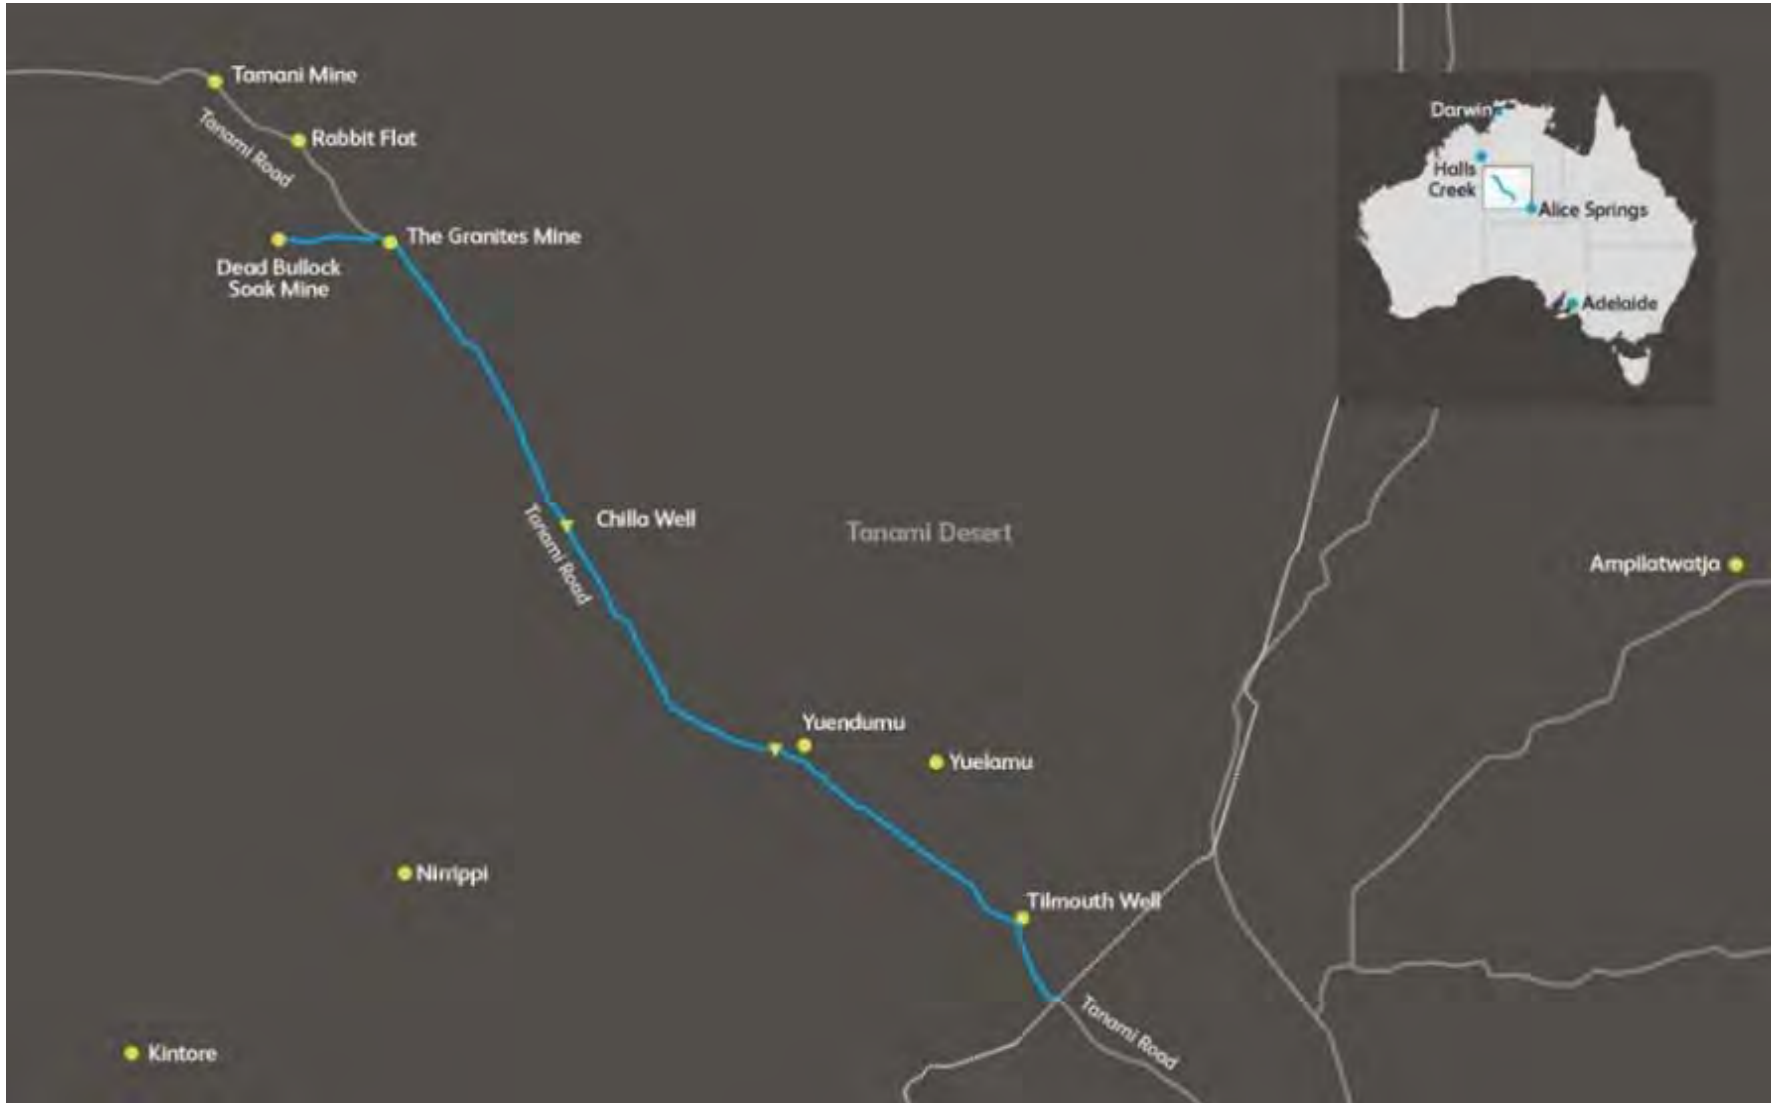 Tamani Mine
Tanami Road
Rabbit Flat
The Granites Mine
Dead Bullock
Soak Mine
Chilla Well
Tanami Road
Tanami Desert
Yuendumu
Yuelamu
Nirrippi
Tilmouth Well
Tanami Road
Kintore
Ampilatwatja
Darwin
Halls
Creek
Alice Springs
Adelaide